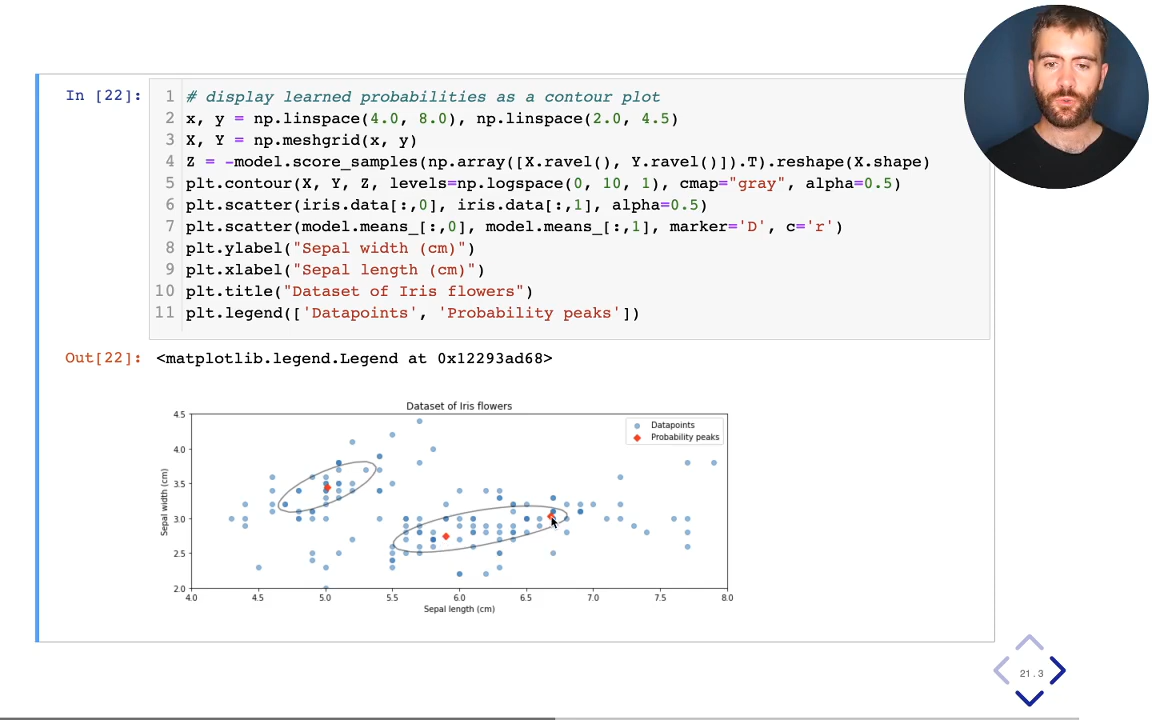 In [22]:
1 # display learned probabilities as a contour plot
2 x, y = np.linspace(4.0, 8.0), np.linspace(2.0, 4.5)
3 X, Y = np.meshgrid(x, y)
4 Z = -model.score_samples(np.array([X.ravel(), Y.ravel()]).T).reshape(X.shape)
5 plt.contour(X, Y, Z, levels=np.logspace(0, 10, 1), cmap="gray", alpha=0.5)
6 plt.scatter(iris.data[:,0], iris.data[:,1], alpha=0.5)
7 plt.scatter(model.means_[:,0], model.means_[:,1], marker='D', c='r')
8 plt.ylabel("Sepal width (cm)")
9 plt.xlabel("Sepal length (cm)")
10 plt.title("Dataset of Iris flowers")
11 plt.legend(['Datapoints', 'Probability peaks'])
Out[22]: <matplotlib.legend.Legend at 0x12293ad68>
Dataset of Iris flowers
Datapoints
Probability peaks
Sepal width (cm)
4.5
4.0
3.5
3.0
2.5
2.0
4.0 4.5 5.0 5.5 6.0 6.5 7.0 7.5 8.0
Sepal length (cm)
21.3